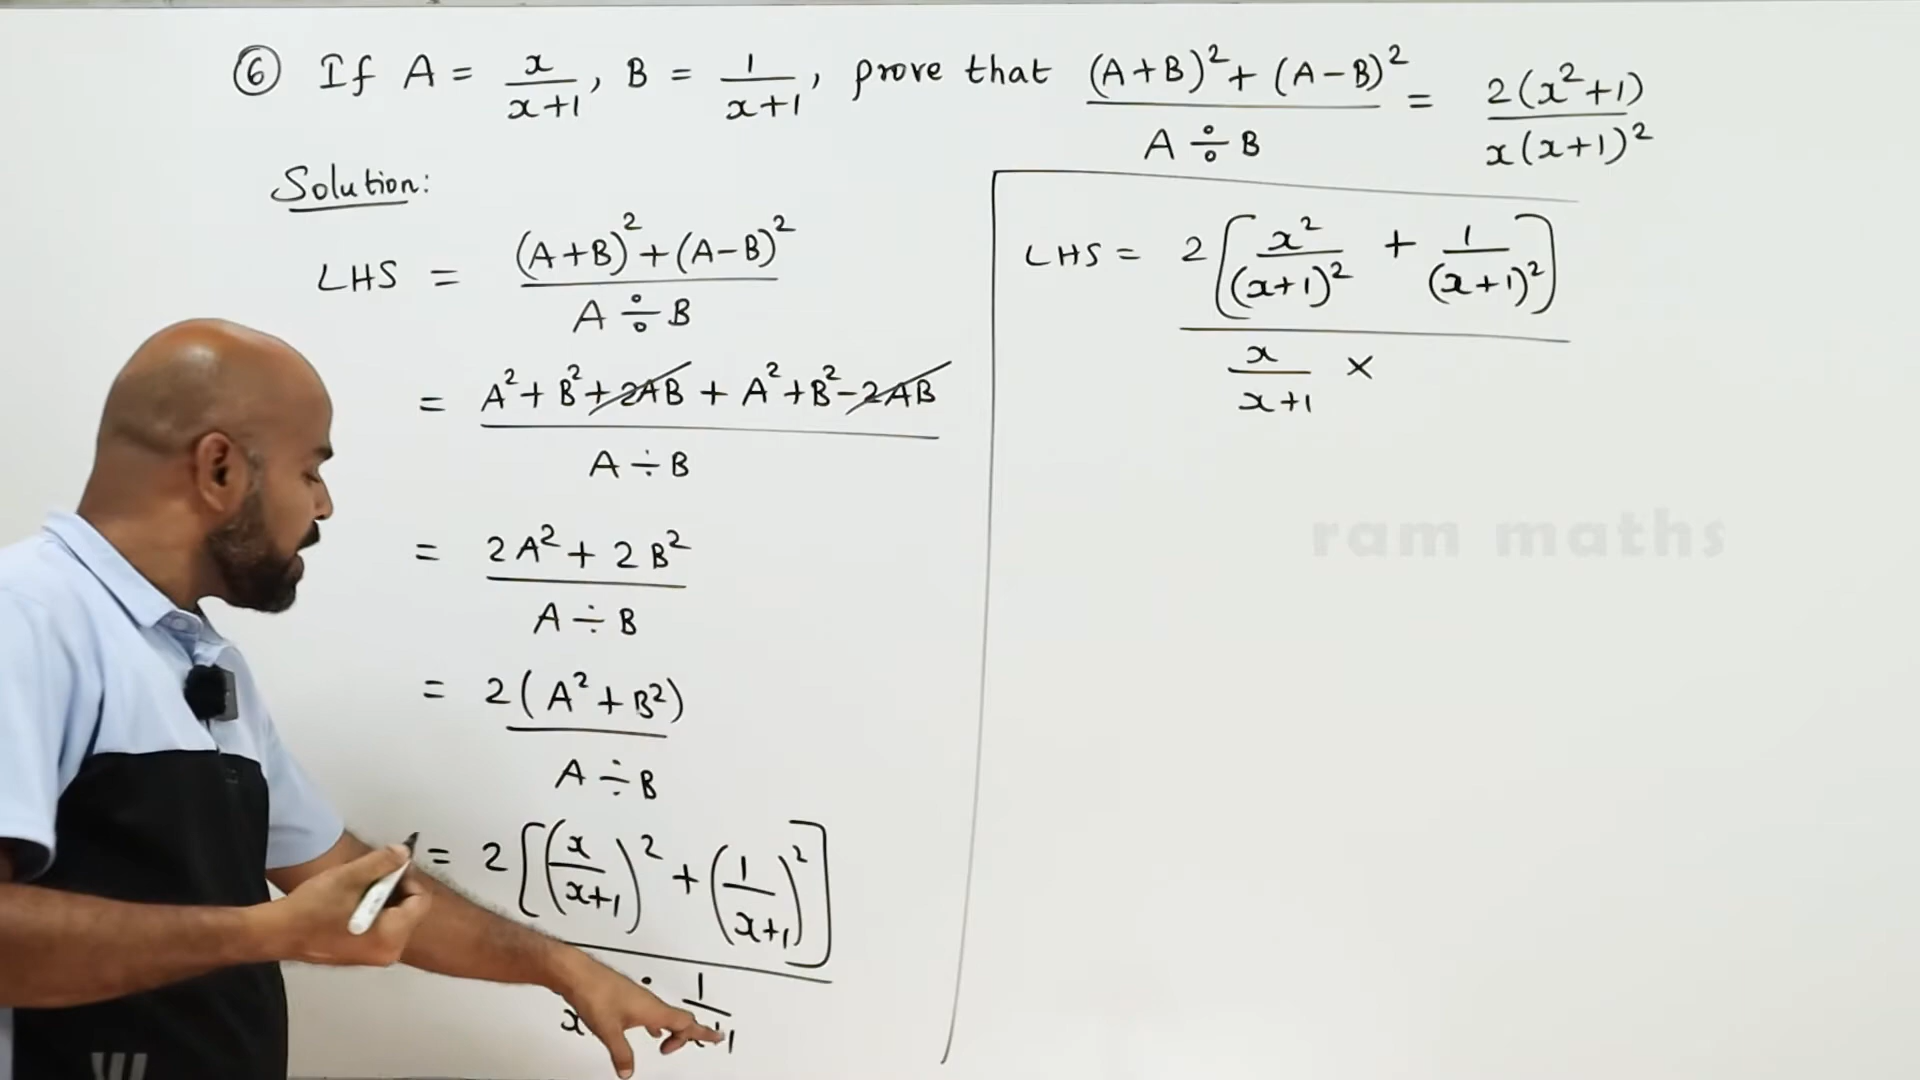 ⑥ If A = x/(x+1), B = 1/(x+1), prove that ((A+B)² + (A-B)²)/(A ÷ B) = 2(x²+1)/(x(x+1)²)
Solution:
LHS = ((A+B)² + (A-B)²)/(A ÷ B)
= (A² + B² + 2AB + A² + B² - 2AB)/(A ÷ B)
= (2A² + 2B²)/(A ÷ B)
= 2(A² + B²)/(A ÷ B)
= 2[(x/(x+1))² + (1/(x+1))²]
x 1
LHS = 2[x²/(x+1)² + 1/(x+1)²]
x/(x+1) ×
ram maths